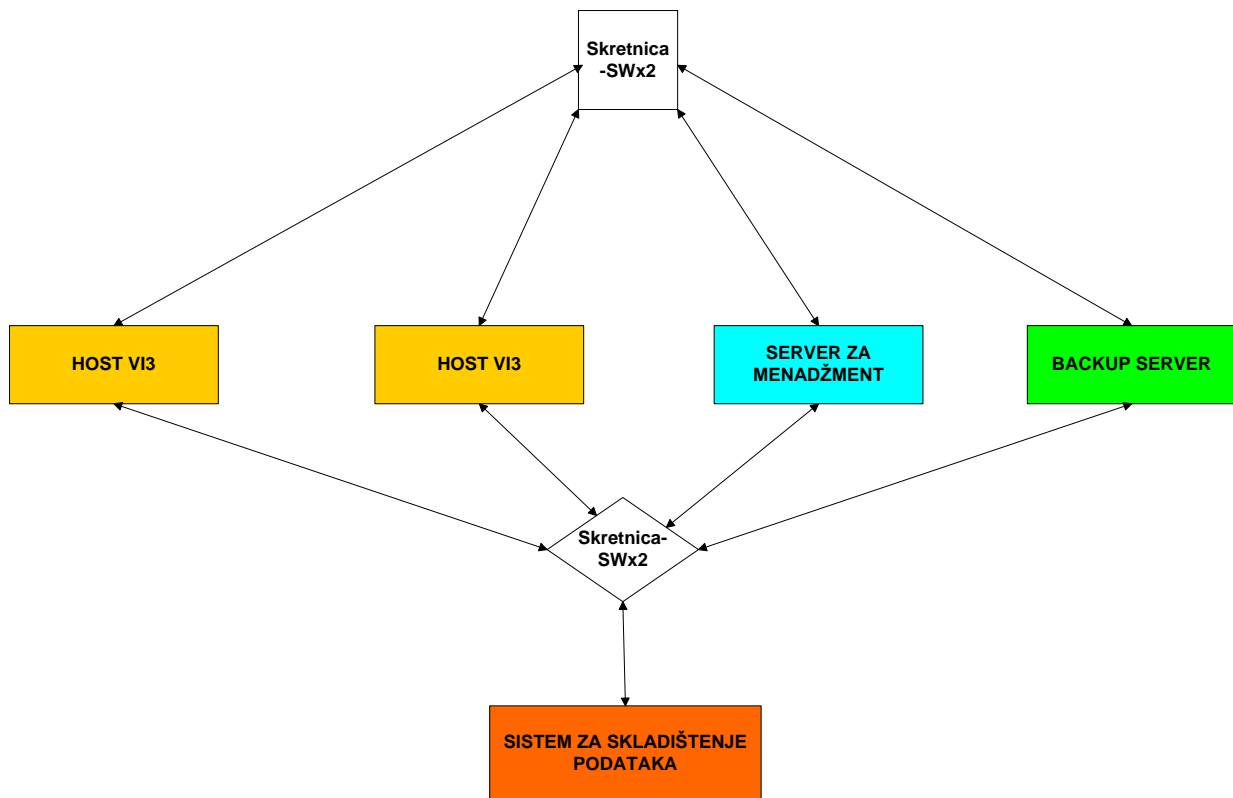 Skretnica
-SWx2
HOST VI3
HOST VI3
SERVER ZA
MENADŽMENT
BACKUP SERVER
Skretnica-
SWx2
SISTEM ZA SKLADIŠTENJE
PODATAKA